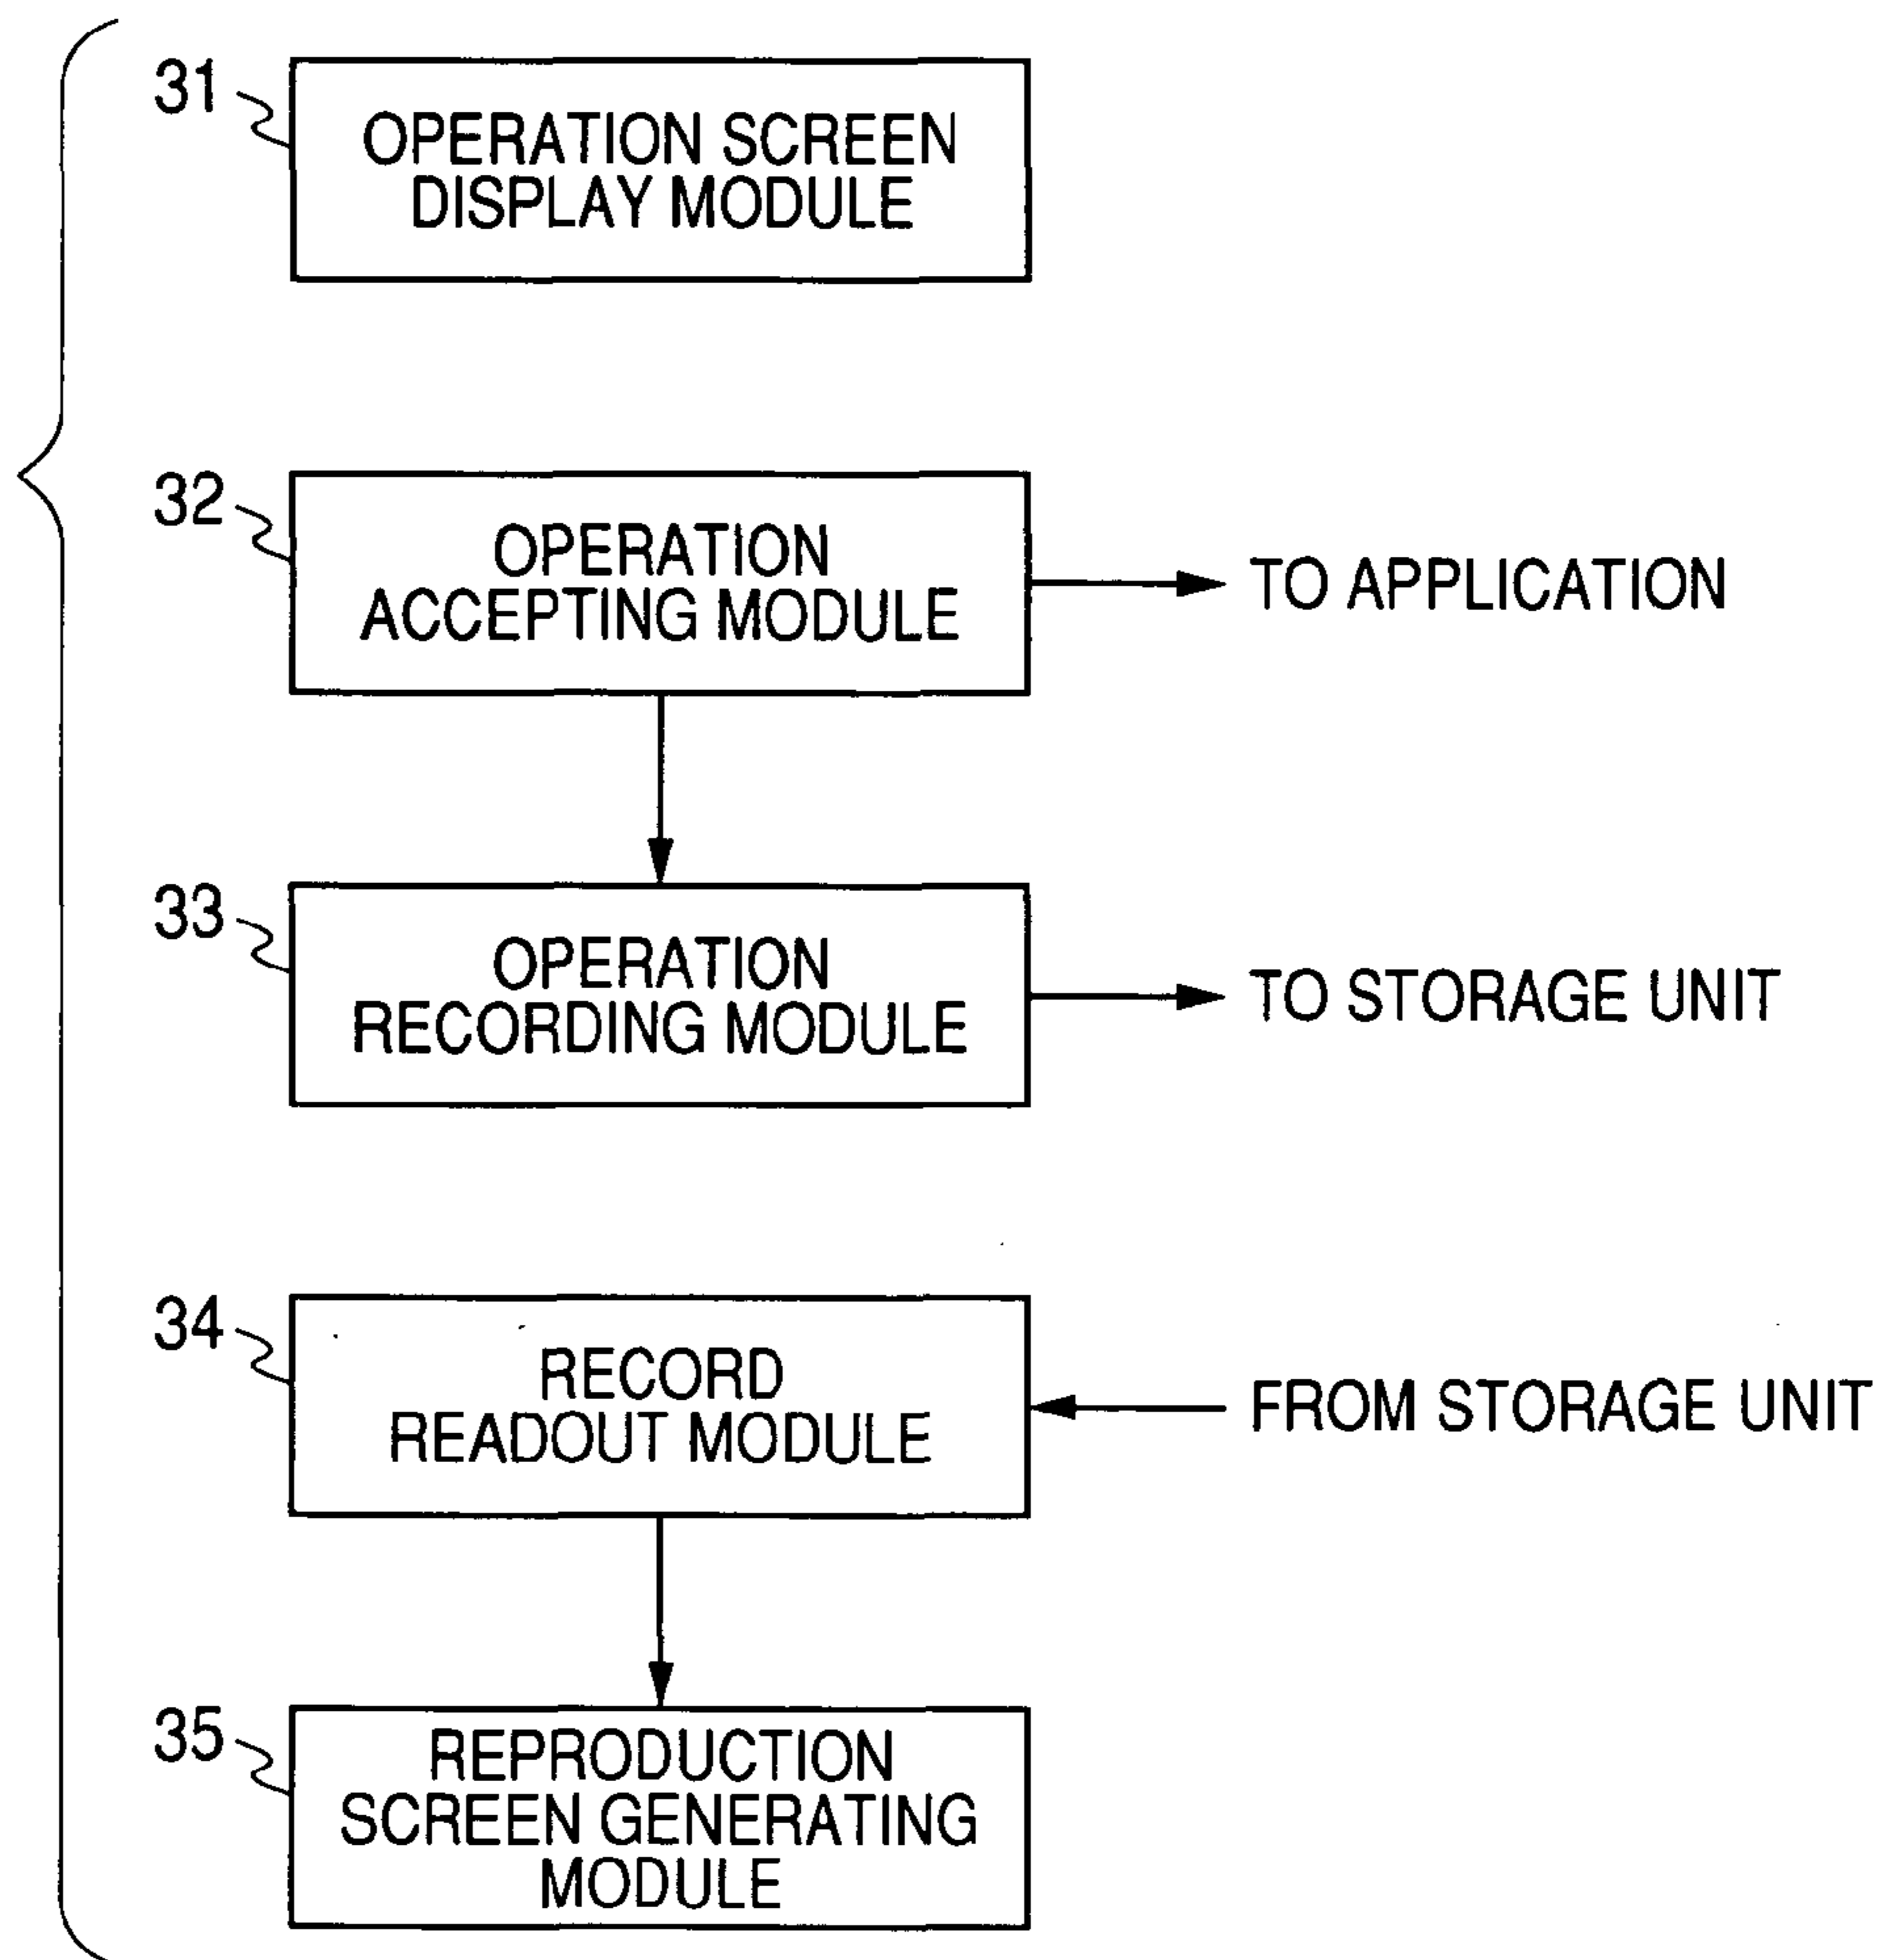 31
OPERATION SCREEN
DISPLAY MODULE
32
OPERATION
ACCEPTING MODULE
TO APPLICATION
33
OPERATION
RECORDING MODULE
TO STORAGE UNIT
34
RECORD
READOUT MODULE
FROM STORAGE UNIT
35
REPRODUCTION
SCREEN GENERATING
MODULE